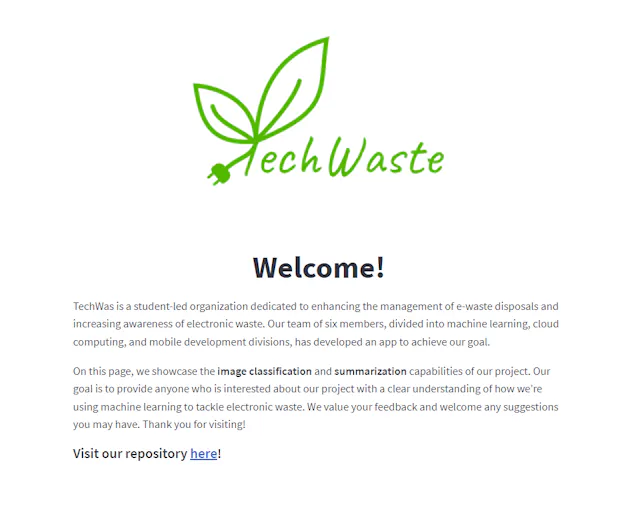 TechWaste
Welcome!
TechWas is a student-led organization dedicated to enhancing the management of e-waste disposals and
increasing awareness of electronic waste. Our team of six members, divided into machine learning, cloud
computing, and mobile development divisions, has developed an app to achieve our goal.
On this page, we showcase the image classification and summarization capabilities of our project. Our
goal is to provide anyone who is interested about our project with a clear understanding of how we're
using machine learning to tackle electronic waste. We value your feedback and welcome any suggestions
you may have. Thank you for visiting!
Visit our repository here!